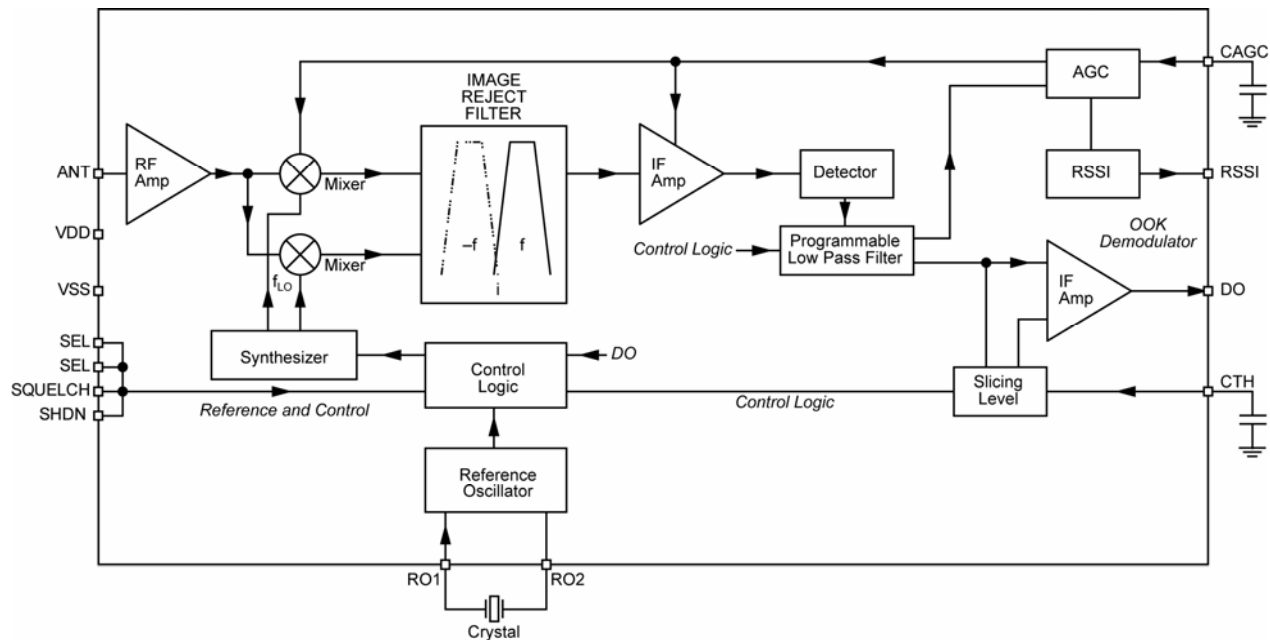 CAGC
IMAGE
REJECT
FILTER
AGC
ANT
RF
Amp
Mixer
IF
Amp
Detector
RSSI
RSSI
OOK
Demodulator
VDD
–f
f
Control Logic
Programmable
Low Pass Filter
Mixer
fLO
i
IF
Amp
DO
VSS
SEL
SEL
SQUELCH
SHDN
Synthesizer
DO
Control
Logic
Slicing
Level
CTH
Reference and Control
Control Logic
Reference
Oscillator
RO1
RO2
Crystal